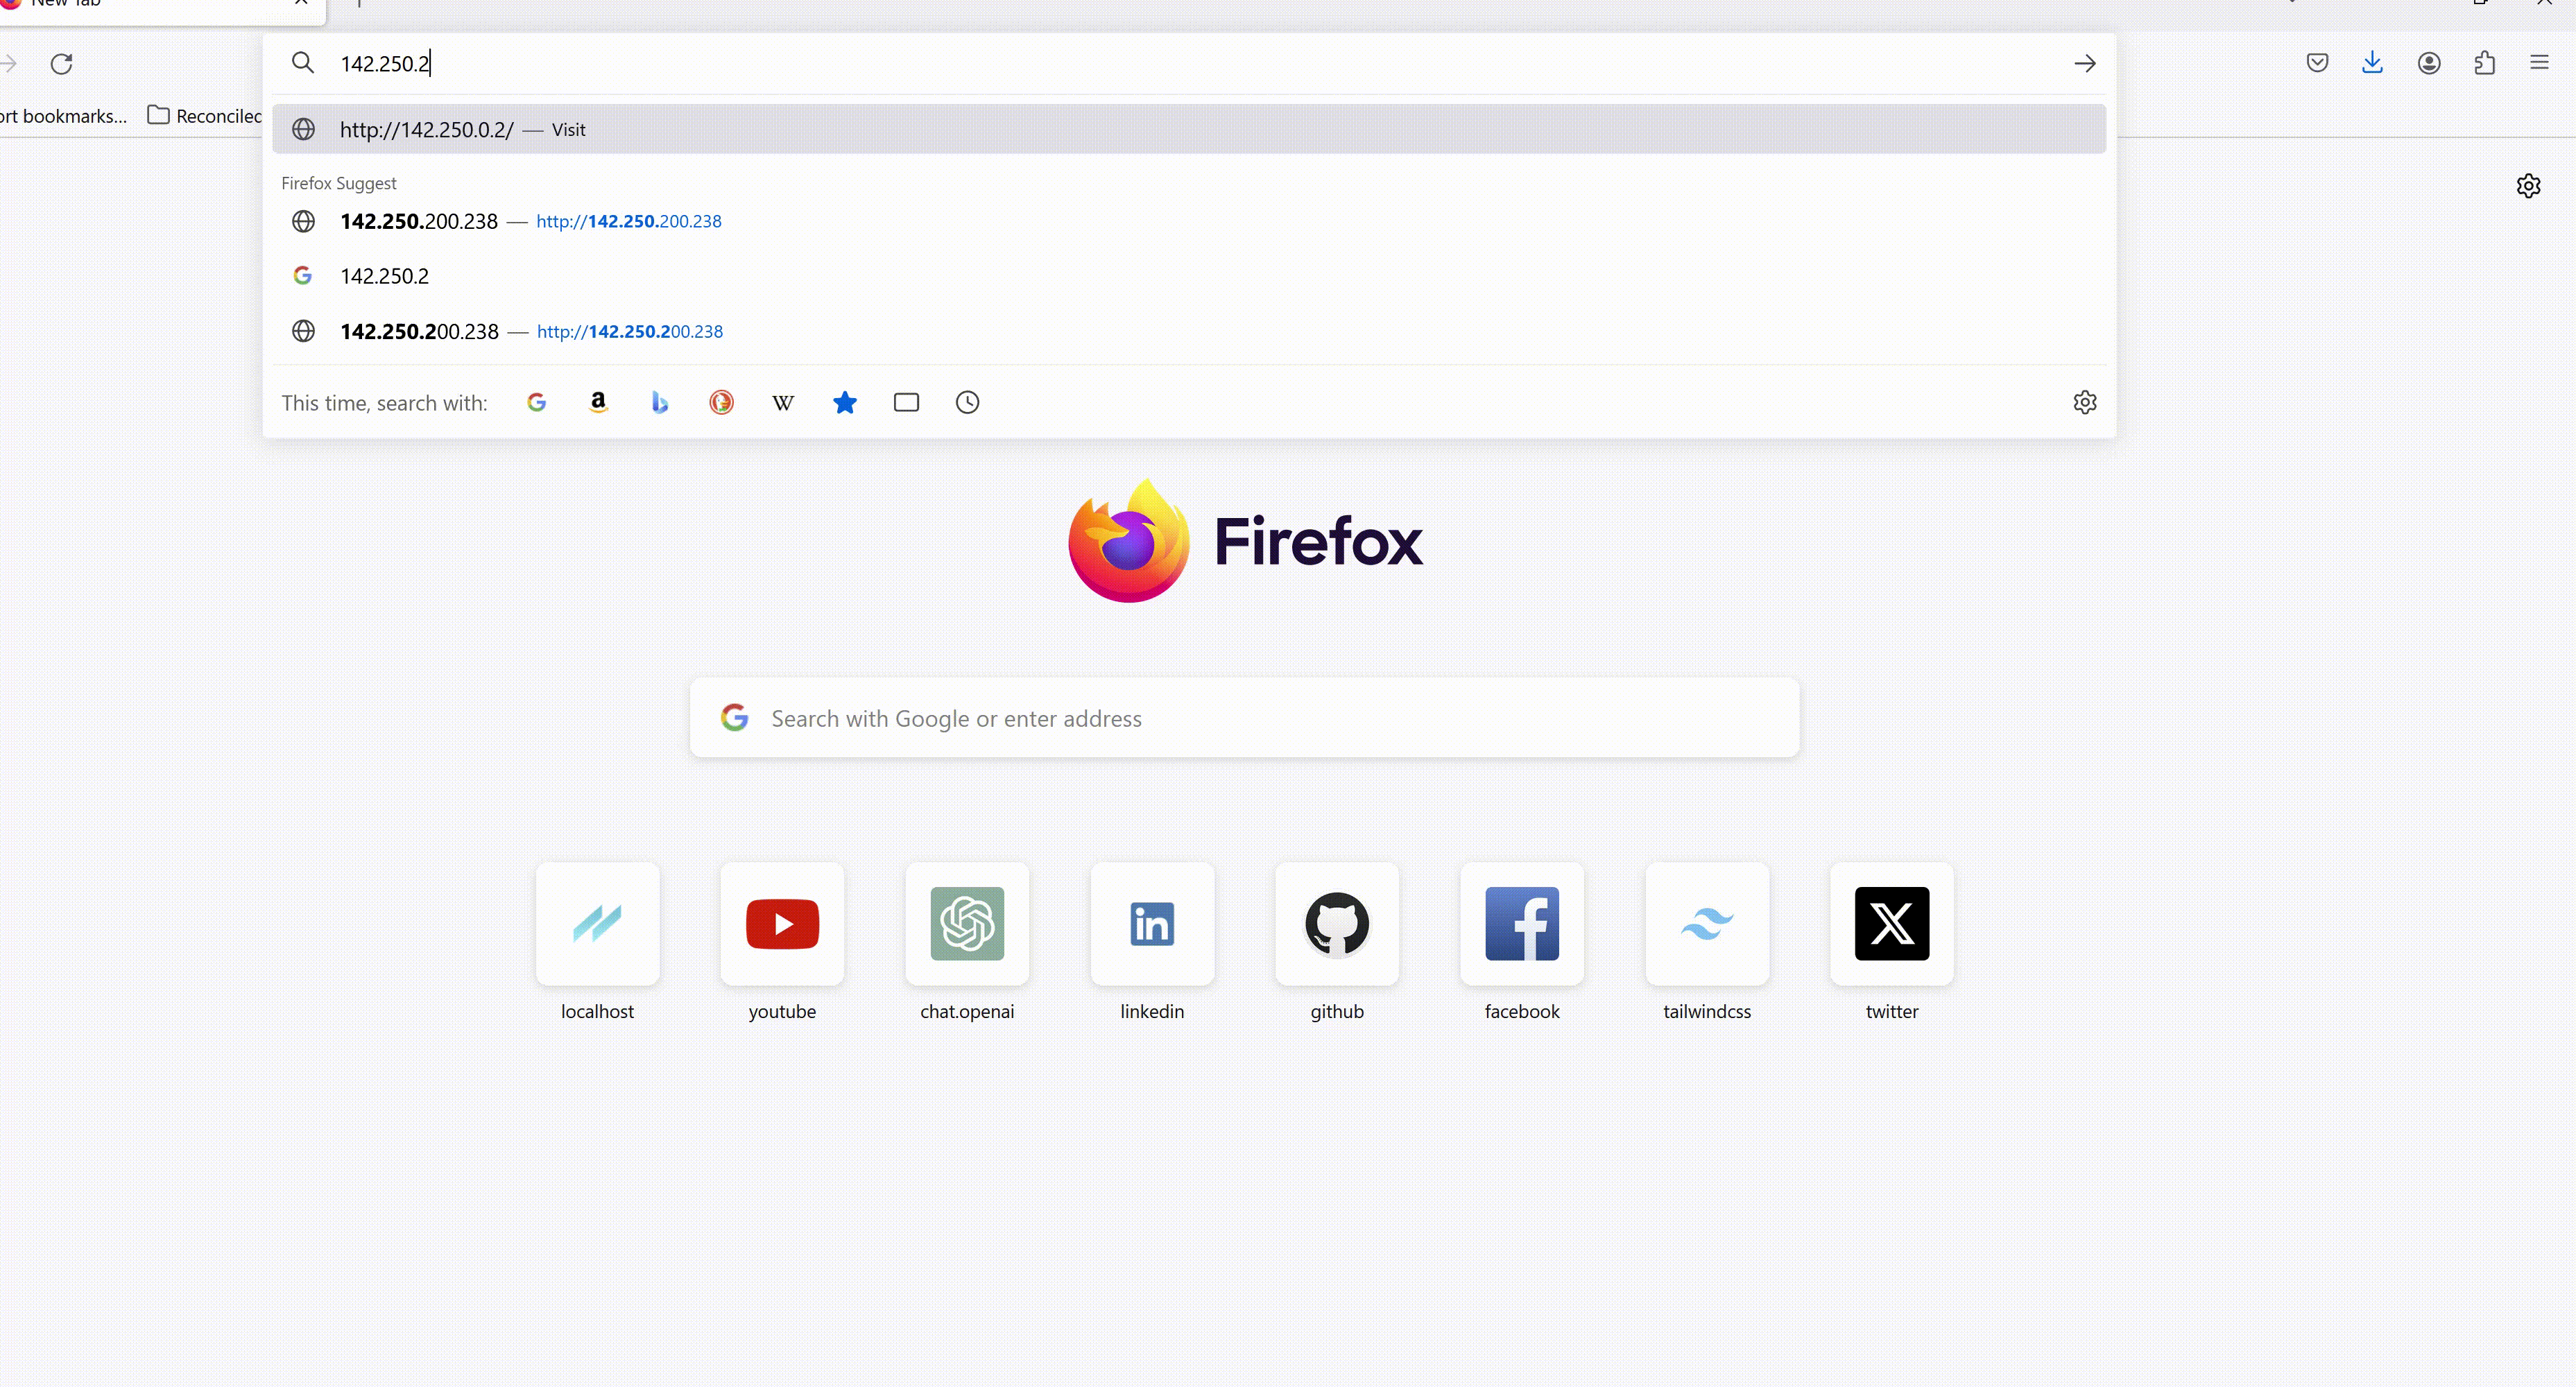 New Tab
142.250.2
ort bookmarks...
Reconciled
http://142.250.0.2/ — Visit
Firefox Suggest
142.250.200.238 — http://142.250.200.238
142.250.2
142.250.200.238 — http://142.250.200.238
This time, search with:
Firefox
Search with Google or enter address
localhost
youtube
chat.openai
linkedin
github
facebook
tailwindcss
twitter